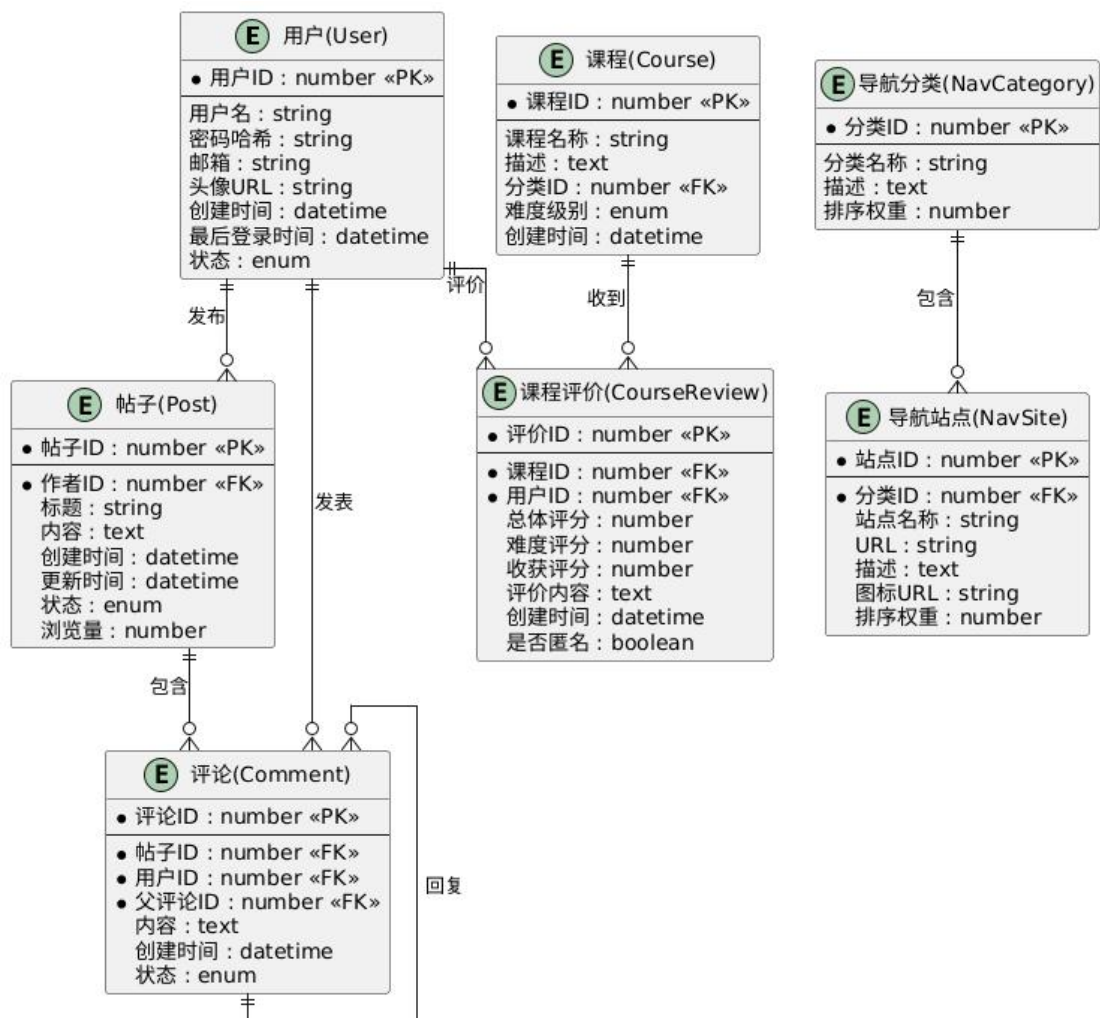 E 用户(User)
用户ID : number «PK»
用户名 : string
密码哈希 : string
邮箱 : string
头像URL : string
创建时间 : datetime
最后登录时间 : datetime
状态 : enum
E 课程(Course)
课程ID : number «PK»
课程名称 : string
描述 : text
分类ID : number «FK»
难度级别 : enum
创建时间 : datetime
E 导航分类(NavCategory)
分类ID : number «PK»
分类名称 : string
描述 : text
排序权重 : number
发布
评价
收到
包含
E 帖子(Post)
帖子ID : number «PK»
作者ID : number «FK»
标题 : string
内容 : text
创建时间 : datetime
更新时间 : datetime
状态 : enum
浏览量 : number
发表
E 课程评价(CourseReview)
评价ID : number «PK»
课程ID : number «FK»
用户ID : number «FK»
总体评分 : number
难度评分 : number
收获评分 : number
评价内容 : text
创建时间 : datetime
是否匿名 : boolean
E 导航站点(NavSite)
站点ID : number «PK»
分类ID : number «FK»
站点名称 : string
URL : string
描述 : text
图标URL : string
排序权重 : number
包含
E 评论(Comment)
评论ID : number «PK»
帖子ID : number «FK»
用户ID : number «FK»
父评论ID : number «FK»
内容 : text
创建时间 : datetime
状态 : enum
回复